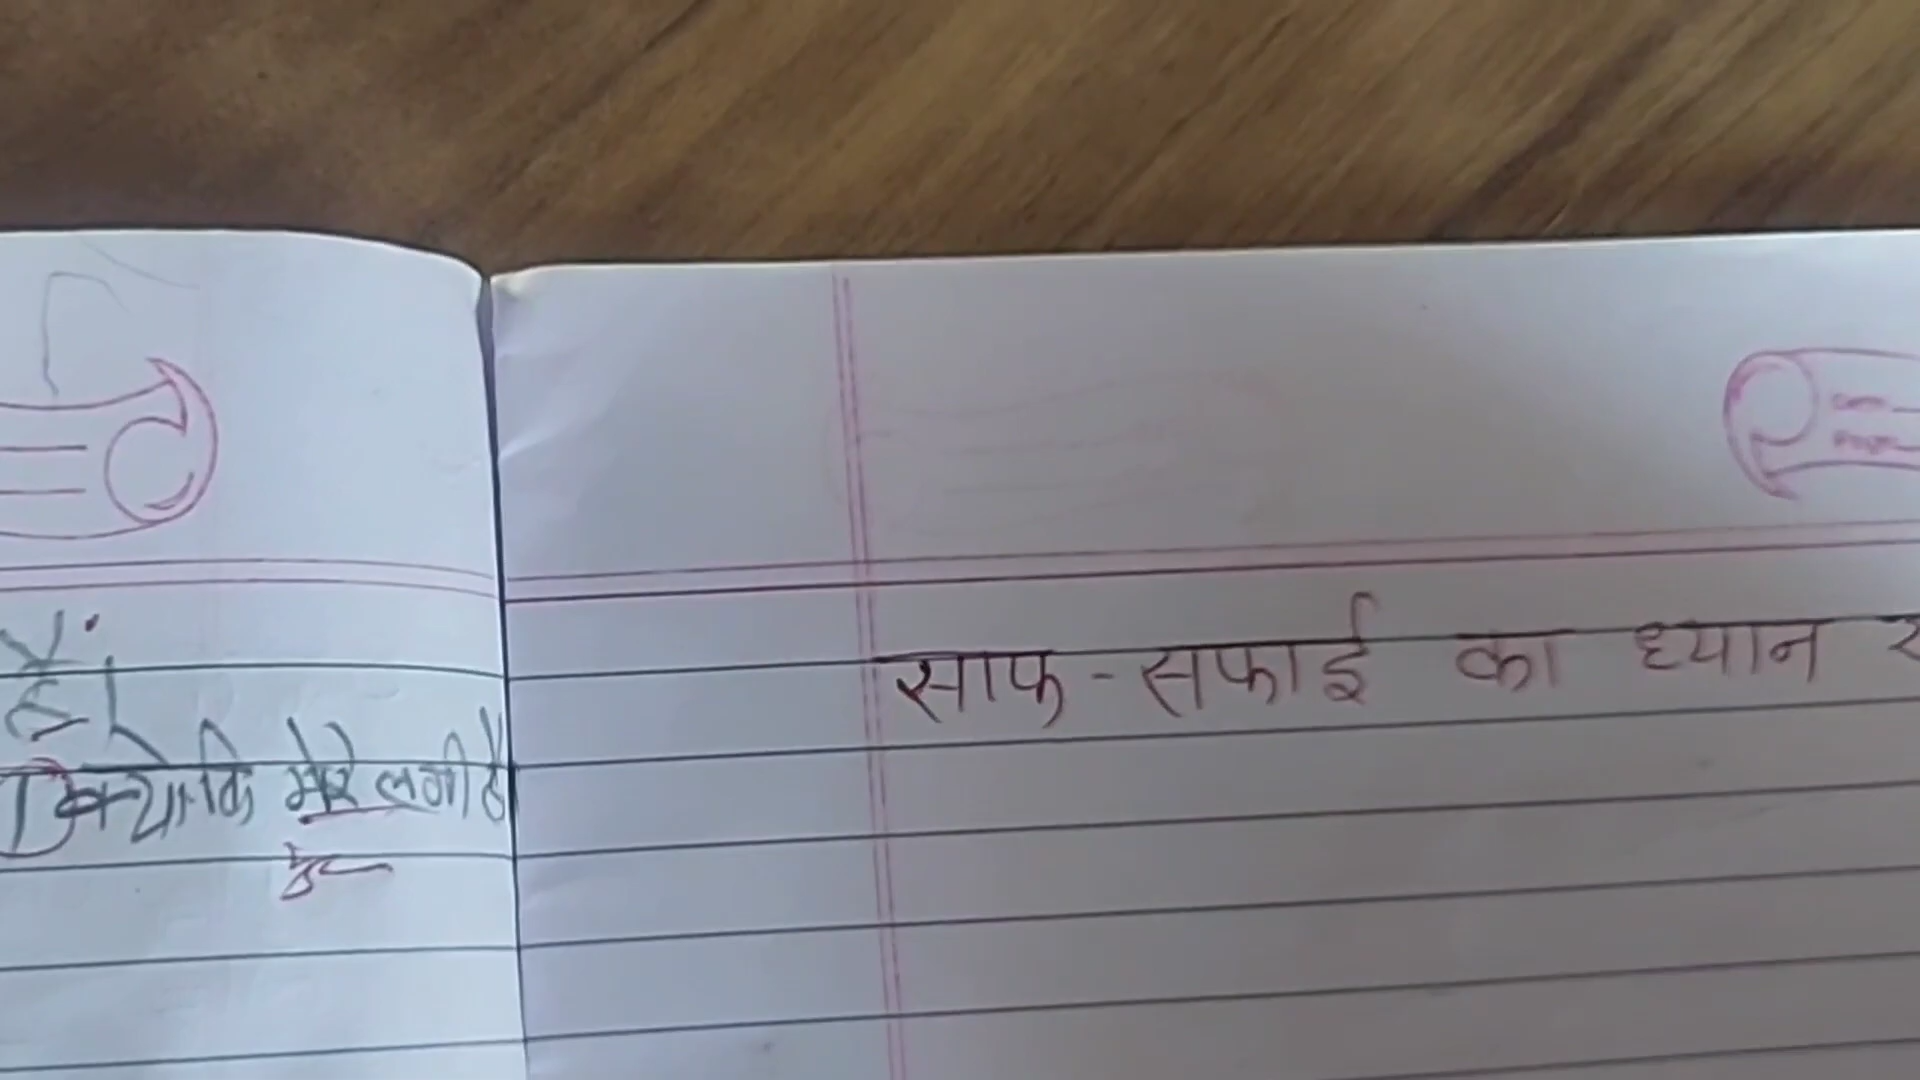 हैं।
क्योकि मेरे लगी है
साफ-सफाई का ध्यान